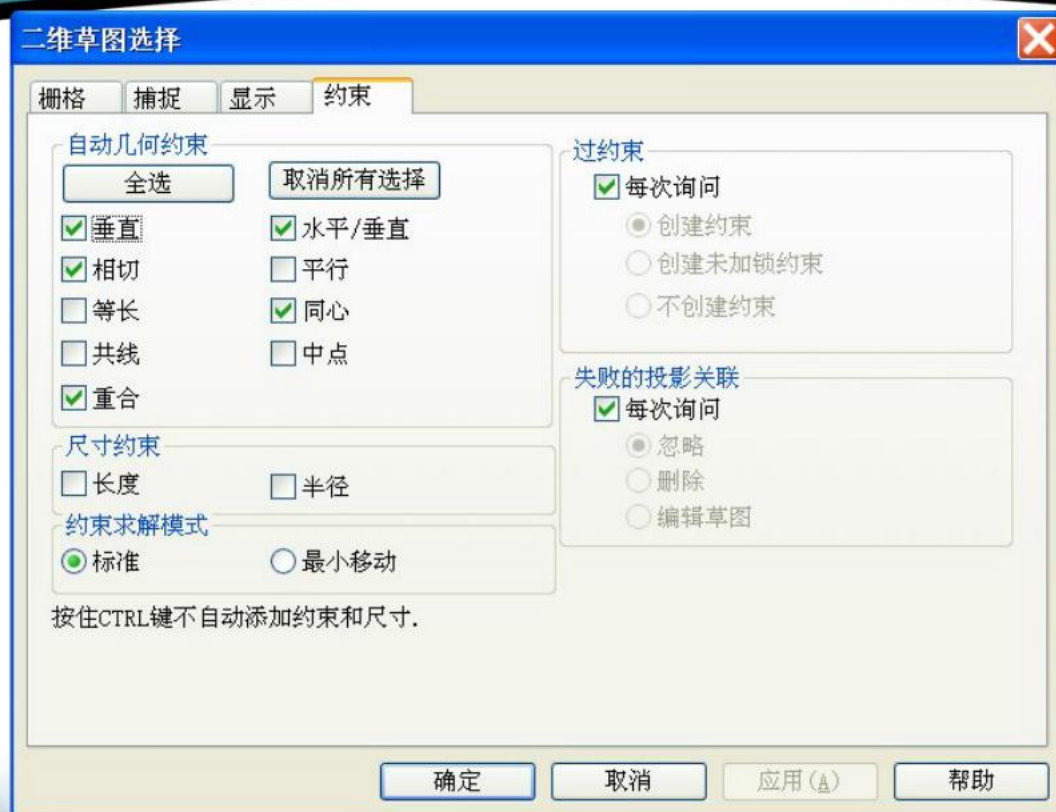 二维草图选择
栅格 捕捉 显示 约束
自动几何约束
全选 取消所有选择
垂直 水平/垂直
相切 平行
等长 同心
共线 中点
重合
尺寸约束
长度 半径
约束求解模式
标准 最小移动
按住CTRL键不自动添加约束和尺寸.
过约束
每次询问
创建约束
创建未加锁约束
不创建约束
失败的投影关联
每次询问
忽略
删除
编辑草图
确定 取消 应用(A) 帮助